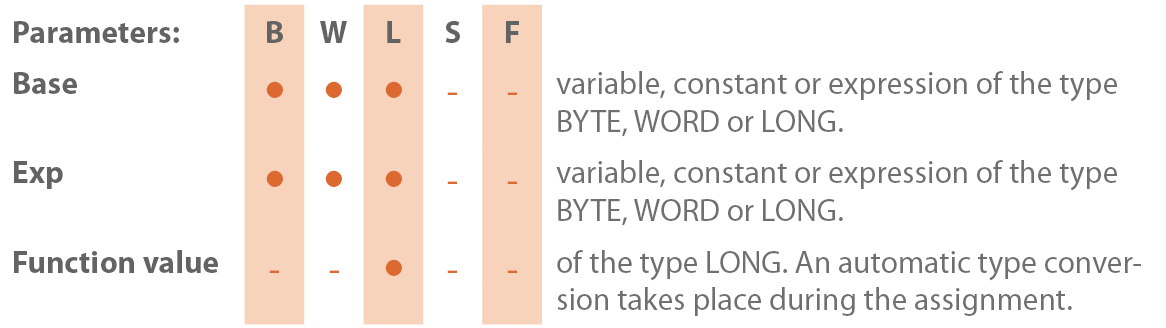 Parameters: B W L S F
Base ● ● ● - - variable, constant or expression of the type
BYTE, WORD or LONG.
Exp ● ● ● - - variable, constant or expression of the type
BYTE, WORD or LONG.
Function value - - ● - - of the type LONG. An automatic type conver-
sion takes place during the assignment.